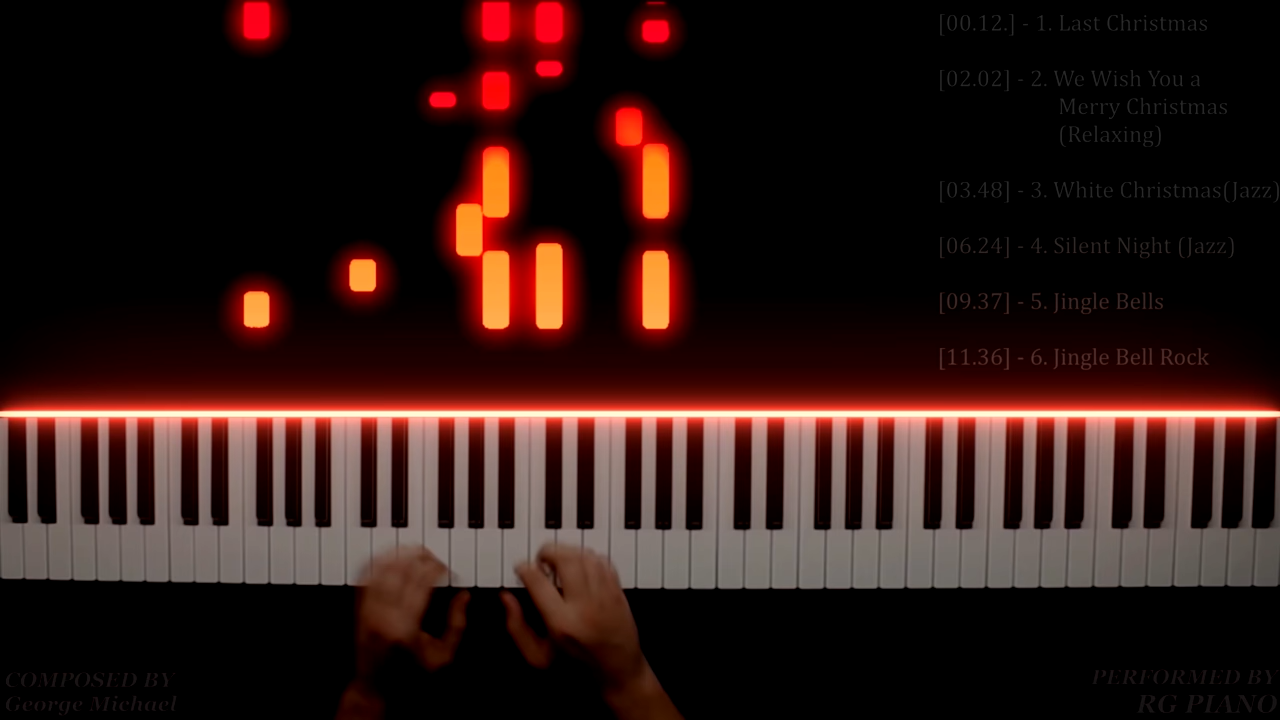 [00.12.] - 1. Last Christmas
[02.02] - 2. We Wish You a
Merry Christmas
(Relaxing)
[03.48] - 3. White Christmas(Jazz)
[06.24] - 4. Silent Night (Jazz)
[09.37] - 5. Jingle Bells
[11.36] - 6. Jingle Bell Rock
COMPOSED BY
George Michael
PERFORMED BY
RG PIANO